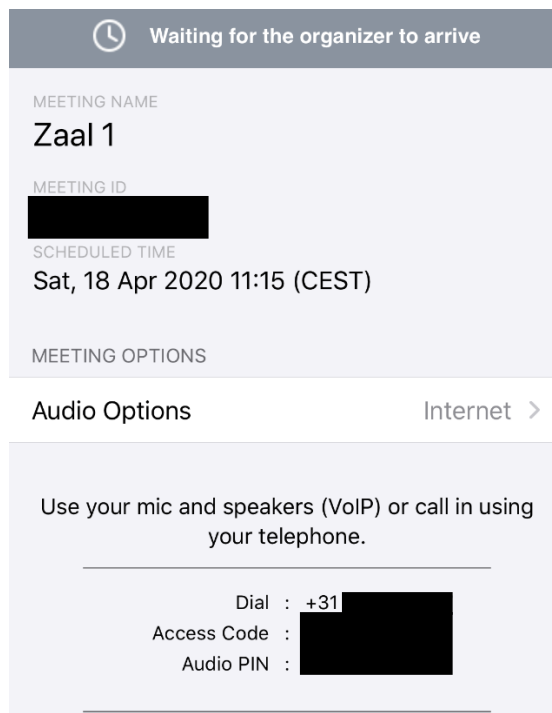 Waiting for the organizer to arrive
MEETING NAME
Zaal 1
MEETING ID
SCHEDULED TIME
Sat, 18 Apr 2020 11:15 (CEST)
MEETING OPTIONS
Audio Options Internet
Use your mic and speakers (VoIP) or call in using
your telephone.
Dial : +31
Access Code :
Audio PIN :